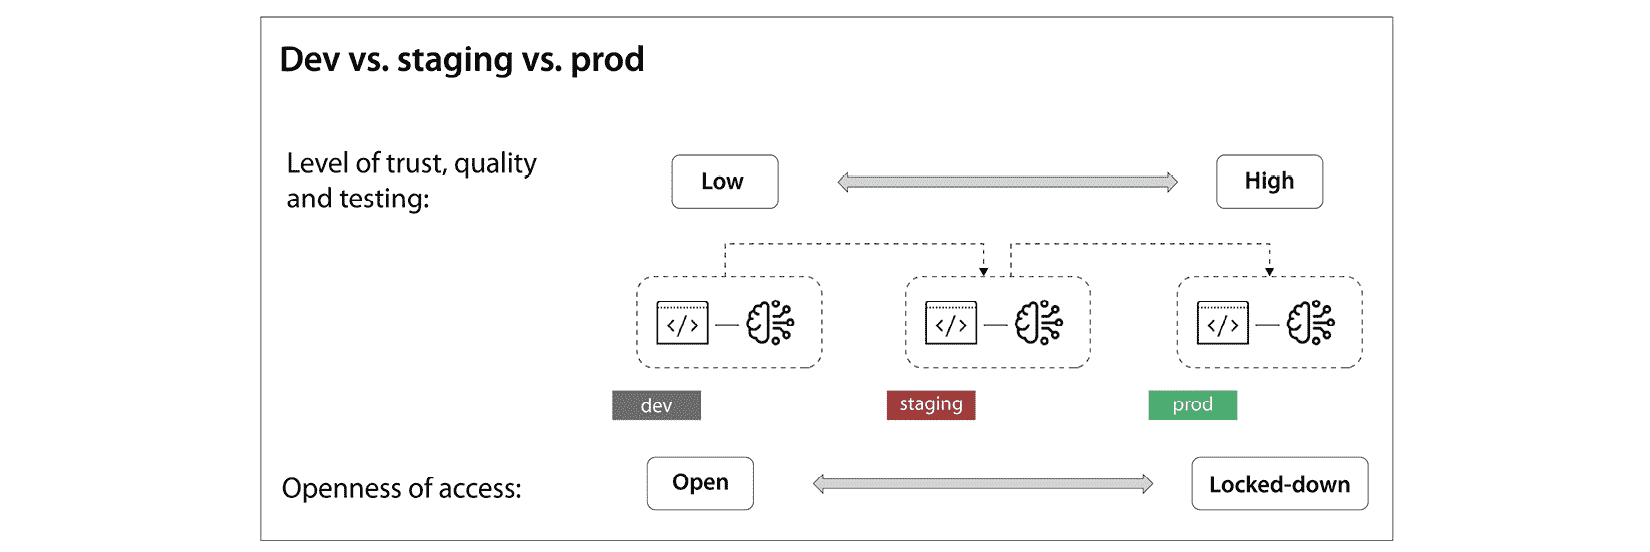 Dev vs. staging vs. prod
Level of trust, quality
and testing:
Low
High
</>
</>
</>
dev
staging
prod
Openness of access:
Open
Locked-down